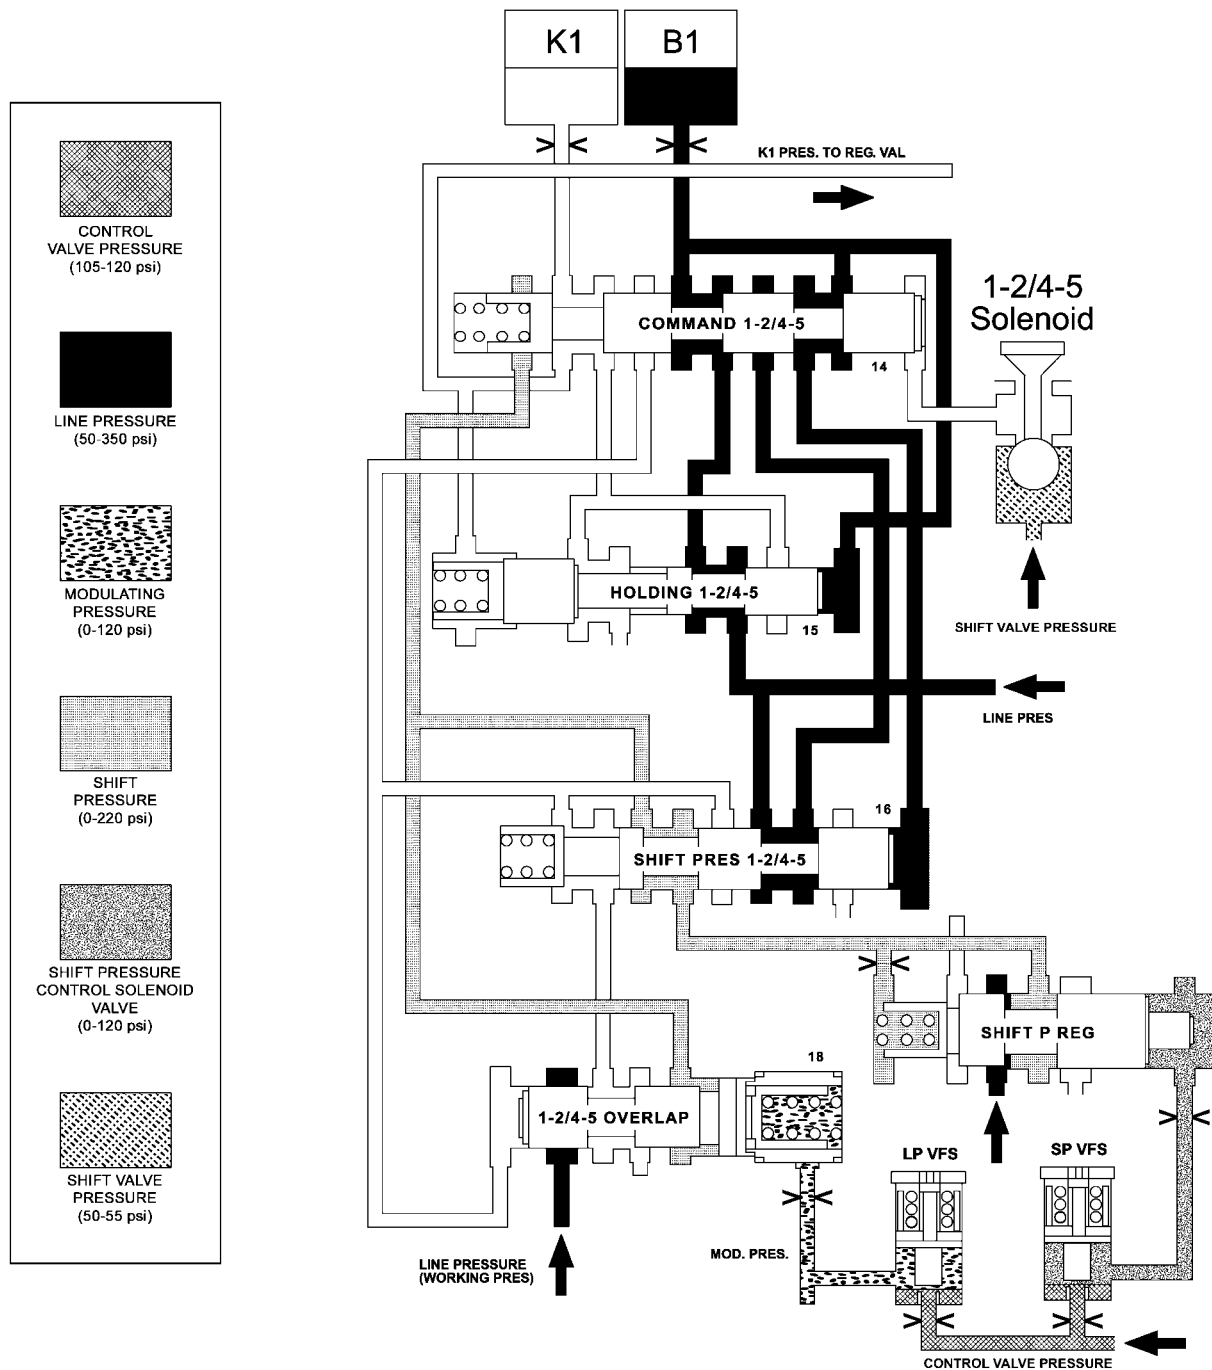 K1
B1
K1 PRES. TO REG. VAL
CONTROL
VALVE PRESSURE
(105-120 psi)
1-2/4-5
Solenoid
COMMAND 1-2/4-5
14
LINE PRESSURE
(50-350 psi)
HOLDING 1-2/4-5
15
SHIFT VALVE PRESSURE
MODULATING
PRESSURE
(0-120 psi)
LINE PRES
SHIFT
PRESSURE
(0-220 psi)
16
SHIFT PRES 1-2/4-5
SHIFT PRESSURE
CONTROL SOLENOID
VALVE
(0-120 psi)
SHIFT P REG
18
1-2/4-5 OVERLAP
LP VFS
SP VFS
SHIFT VALVE
PRESSURE
(50-55 psi)
MOD. PRES.
LINE PRESSURE
(WORKING PRES)
CONTROL VALVE PRESSURE